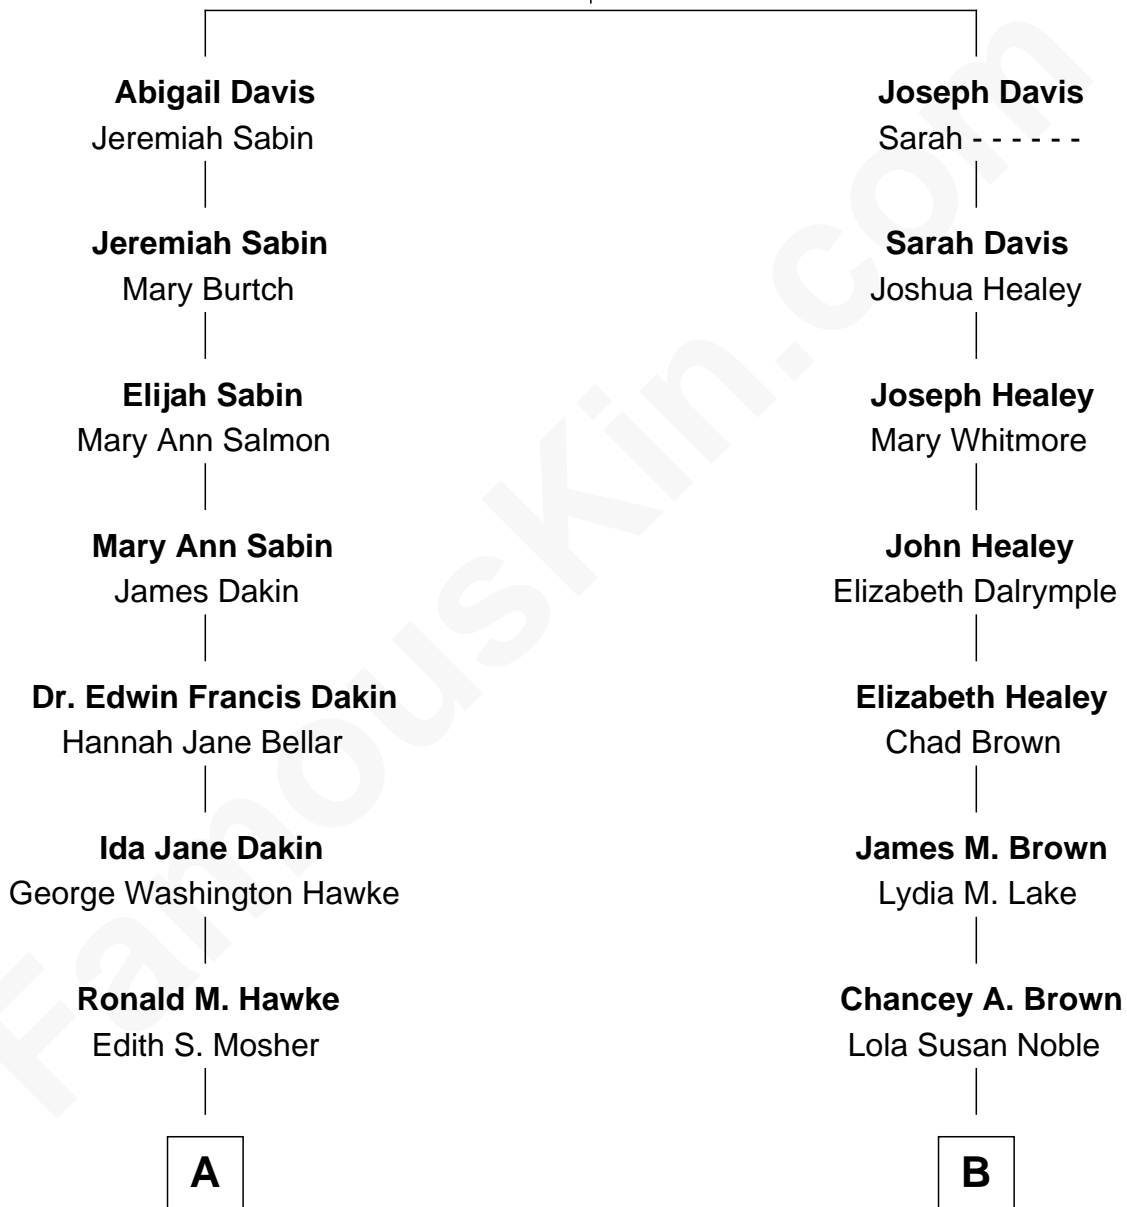 Abigail Davis
Jeremiah Sabin
Joseph Davis
Sarah - - - - - -
Jeremiah Sabin
Mary Burtch
Sarah Davis
Joshua Healey
Elijah Sabin
Mary Ann Salmon
Joseph Healey
Mary Whitmore
Mary Ann Sabin
James Dakin
John Healey
Elizabeth Dalrymple
Dr. Edwin Francis Dakin
Hannah Jane Bellar
Elizabeth Healey
Chad Brown
Ida Jane Dakin
George Washington Hawke
James M. Brown
Lydia M. Lake
Ronald M. Hawke
Edith S. Mosher
Chancey A. Brown
Lola Susan Noble
A
B
FamousKin.com